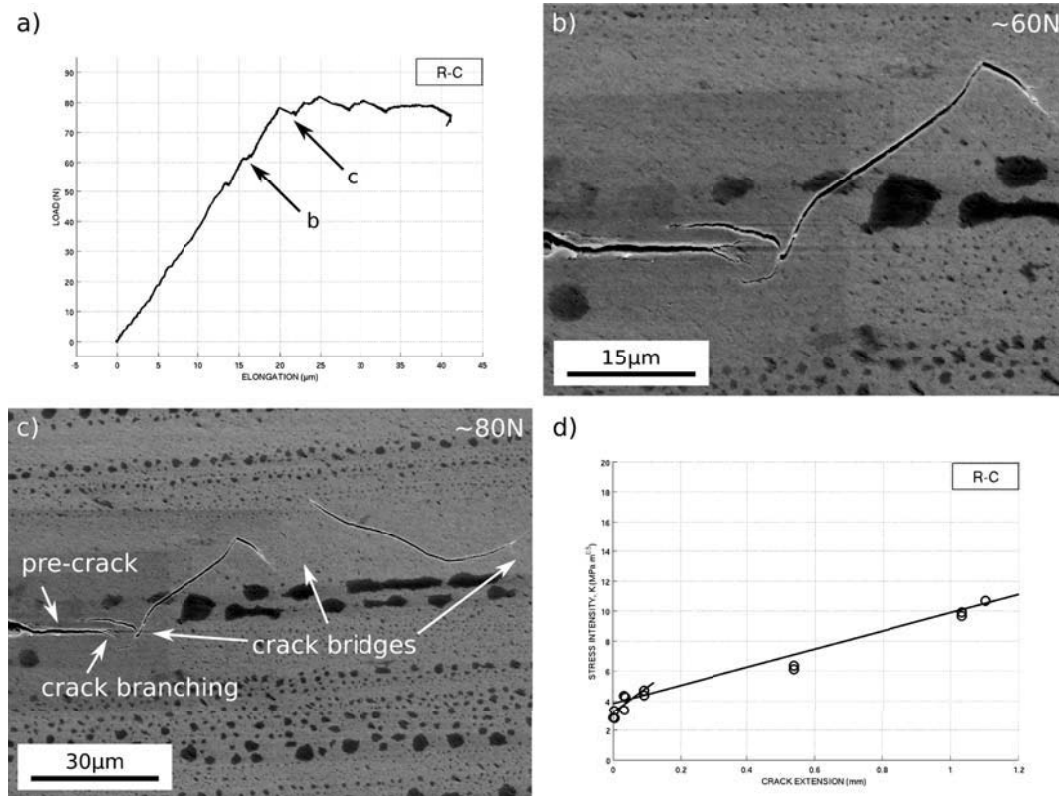 a)
R-C
90
80
70
60
50
40
30
20
10
0
-5 0 5 10 15 20 25 30 35 40 45
LOAD (N)
ELONGATION (µm)
b
c
b)
~60N
15µm
c)
~80N
pre-crack
crack bridges
crack branching
30µm
d)
R-C
20
18
16
14
12
10
8
6
4
2
0
0 0.2 0.4 0.6 0.8 1 1.2
STRESS INTENSITY, K (MPa m^0.5)
CRACK EXTENSION (mm)